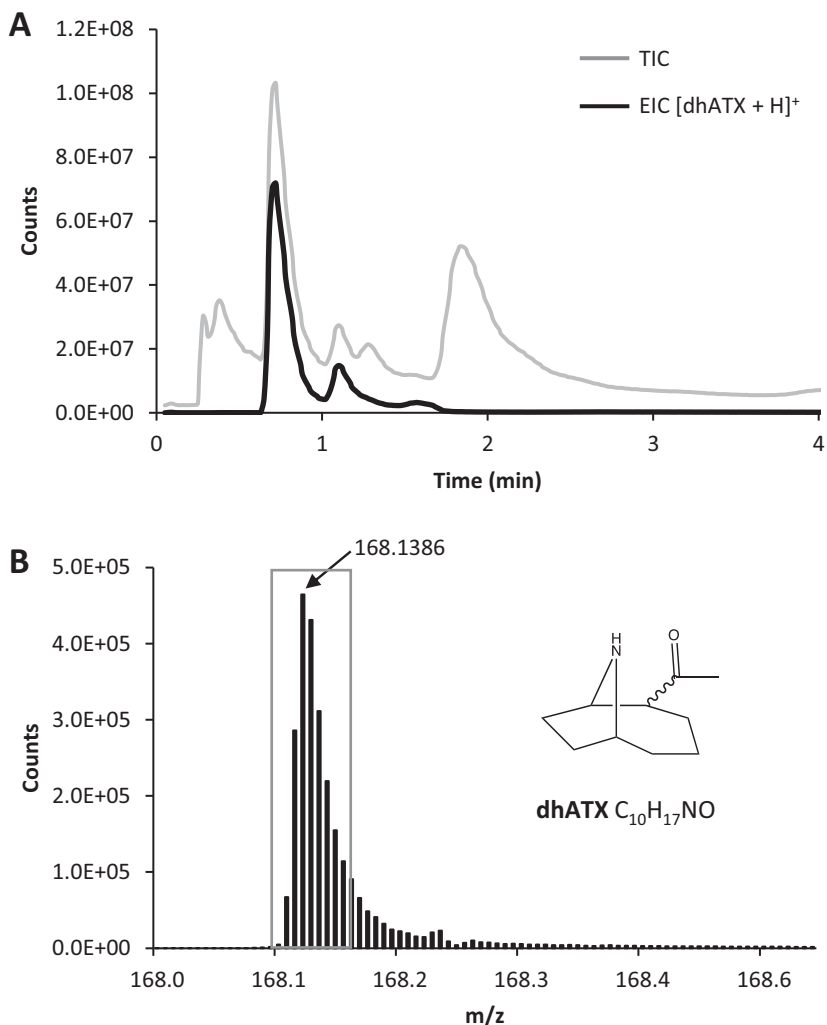 A
1.2E+08
1.0E+08
8.0E+07
6.0E+07
4.0E+07
2.0E+07
0.0E+00
Counts
TIC
EIC [dhATX + H]⁺
0 1 2 3 4
Time (min)
B
168.1386
5.0E+05
4.0E+05
3.0E+05
2.0E+05
1.0E+05
0.0E+00
Counts
H
N
O
dhATX C₁₀H₁₇NO
168.0 168.1 168.2 168.3 168.4 168.6
m/z